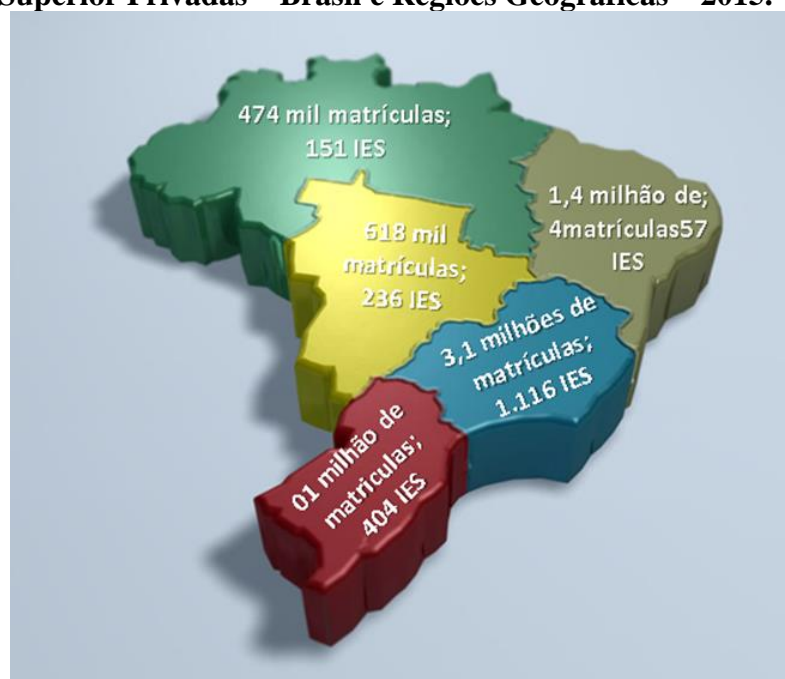 Superior Privadas – Brasil e Regiões Geográficas – 2015.
474 mil matrículas;
151 IES
1,4 milhão de;
4matrículas57
IES
618 mil
matrículas;
236 IES
3,1 milhões de
matrículas;
1.116 IES
01 milhão de
matriculas;
404 IES